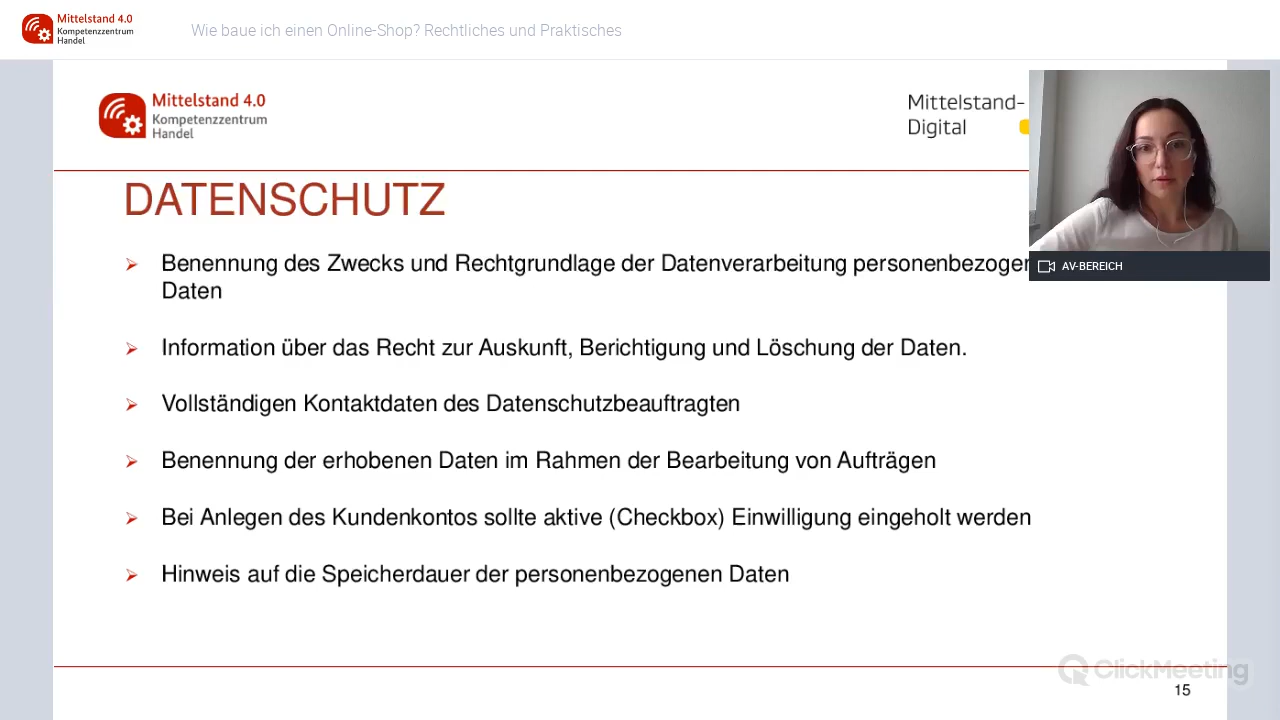 Mittelstand 4.0
Kompetenzzentrum
Handel
Wie baue ich einen Online-Shop? Rechtliches und Praktisches
Mittelstand 4.0
Kompetenzzentrum
Handel
Mittelstand-
Digital
DATENSCHUTZ
Benennung des Zwecks und Rechtgrundlage der Datenverarbeitung
Daten
Information über das Recht zur Auskunft, Berichtigung und Löschung der Daten.
Vollständigen Kontaktdaten des Datenschutzbeauftragten
Benennung der erhobenen Daten im Rahmen der Bearbeitung von Aufträgen
Bei Anlegen des Kundenkontos sollte aktive (Checkbox) Einwilligung eingeholt werden
Hinweis auf die Speicherdauer der personenbezogenen Daten
AV-BEREICH
ClickMeeting
15